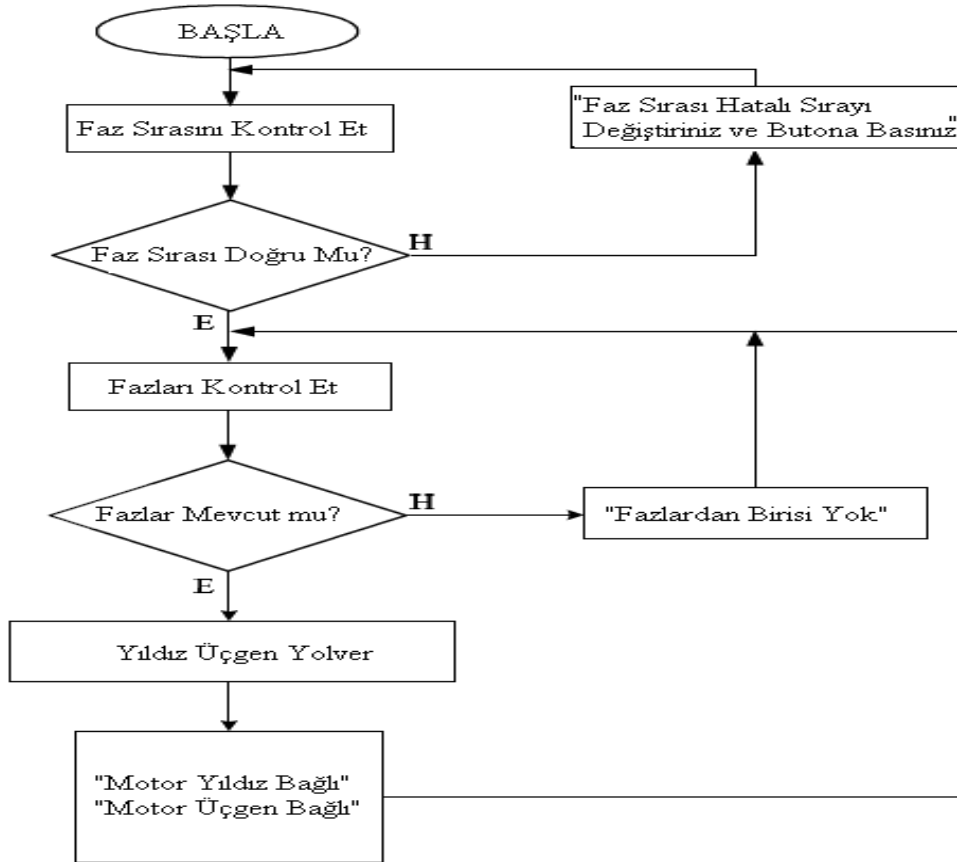 BAŞLA
Faz Sırasını Kontrol Et
"Faz Sırası Hatalı Sırayı
Değiştiriniz ve Butona Basınız"
Faz Sırası Doğru Mu?
H
E
Fazları Kontrol Et
Fazlar Mevcut mu?
H
"Fazlardan Birisi Yok"
E
Yıldız Üçgen Yolver
"Motor Yıldız Bağlı"
"Motor Üçgen Bağlı"